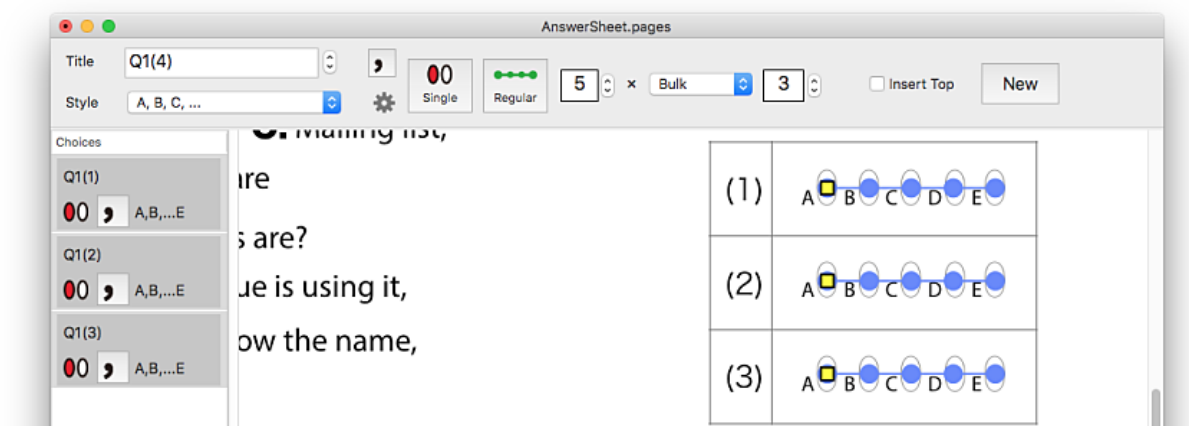 AnswerSheet.pages
Title Q1(4) , 5 × Bulk 3 Insert Top New
Style A, B, C, ... Single Regular
Choices
Q1(1)
, A,B,...E
Q1(2)
, A,B,...E
Q1(3)
, A,B,...E
Mailing list,
are
s are?
ue is using it,
ow the name,
(1) A B C D E
(2) A B C D E
(3) A B C D E